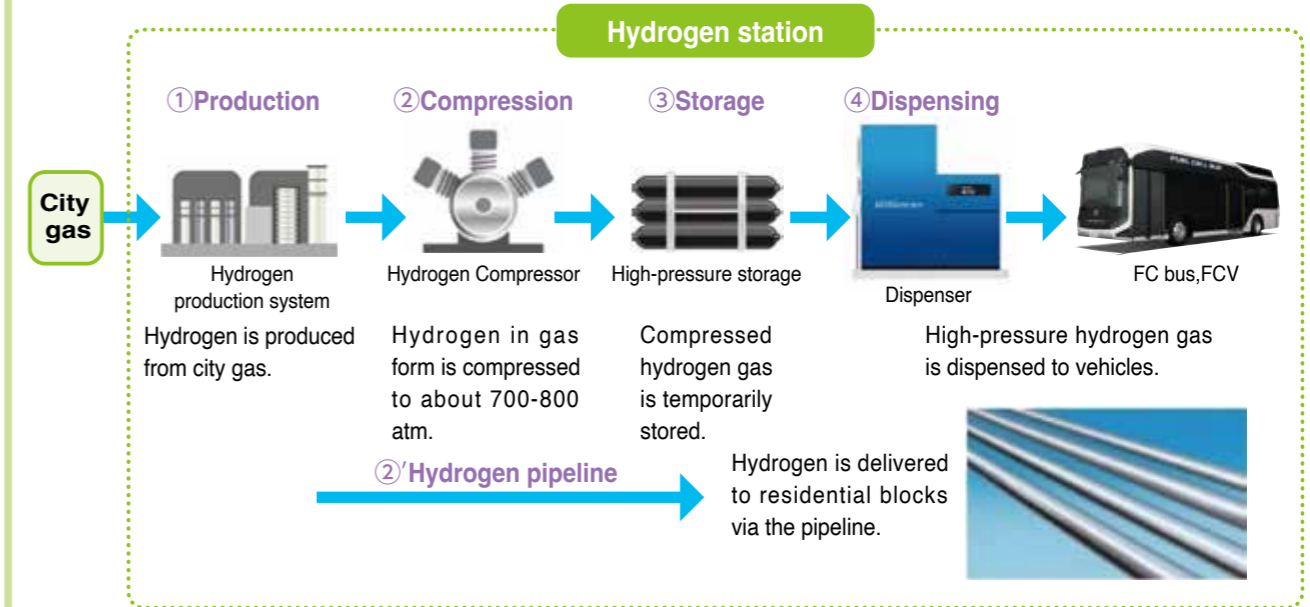 Hydrogen station
①Production
②Compression
③Storage
④Dispensing
City
gas
FUEL CELL BUS
Hydrogen
production system
Hydrogen Compressor
High-pressure storage
Dispenser
FC bus,FCV
Hydrogen is produced
from city gas.
Hydrogen in gas
form is compressed
to about 700-800
atm.
Compressed
hydrogen gas
is temporarily
stored.
High-pressure hydrogen gas
is dispensed to vehicles.
②'Hydrogen pipeline
Hydrogen is delivered
to residential blocks
via the pipeline.